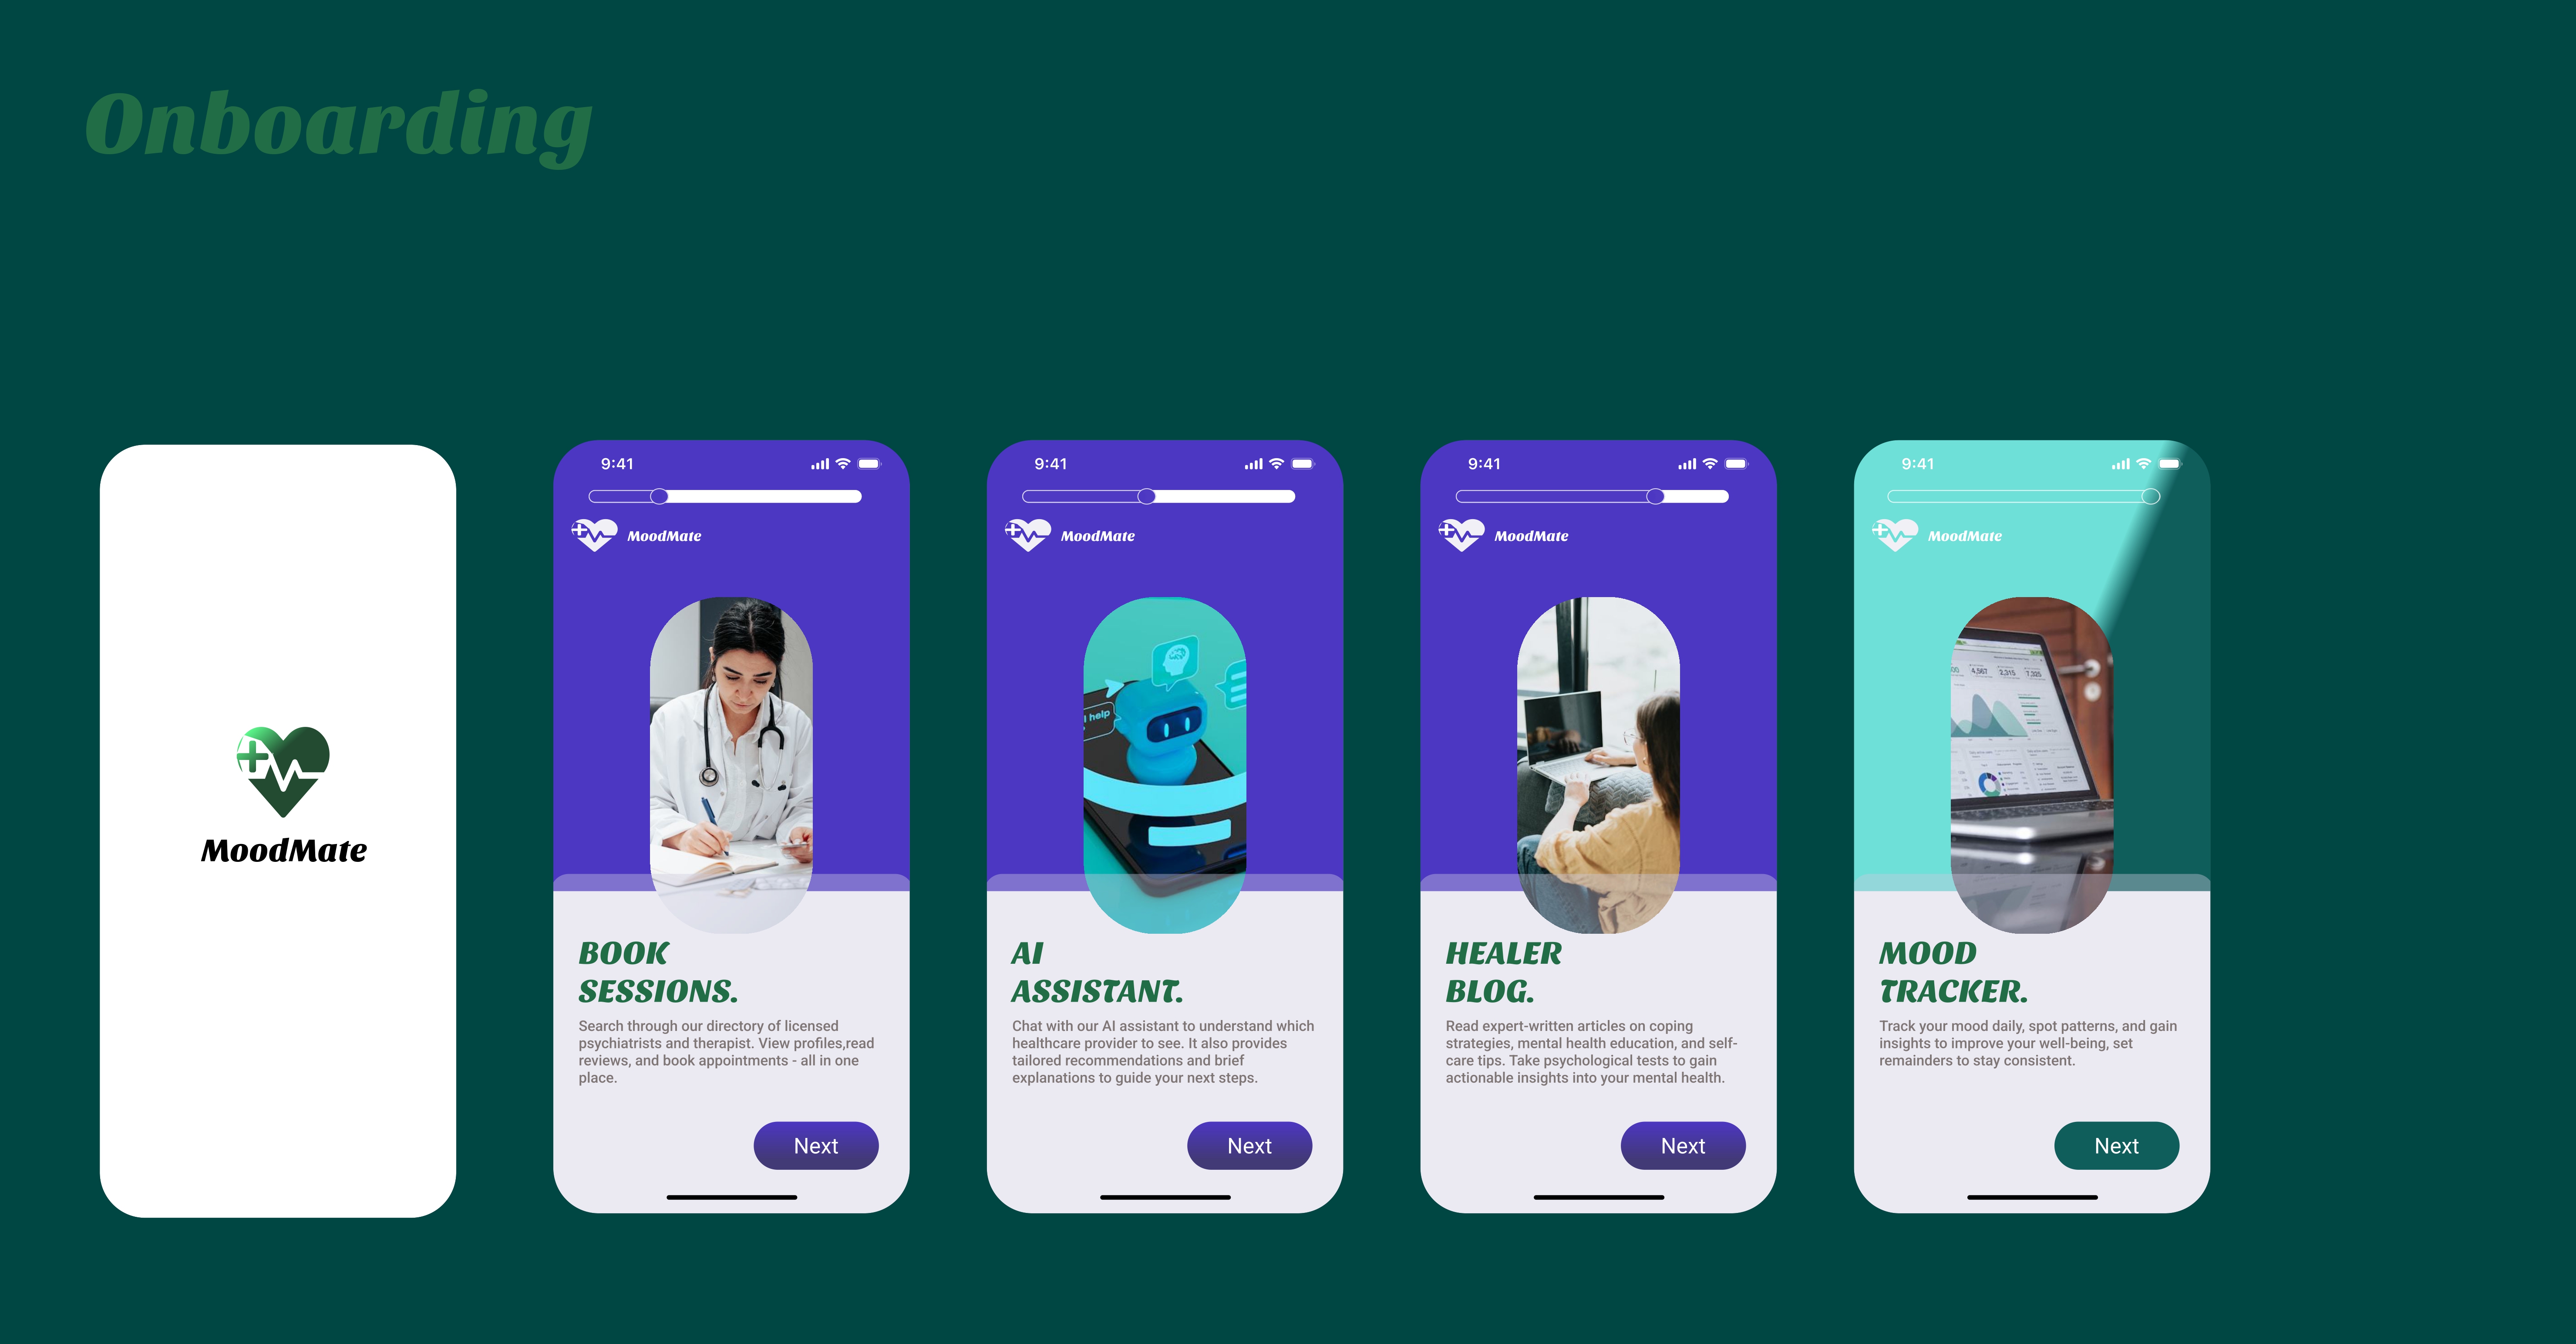 Onboarding
MoodMate
9:41
MoodMate
BOOK
SESSIONS.
Search through our directory of licensed
psychiatrists and therapist. View profiles,read
reviews, and book appointments - all in one
place.
Next
9:41
MoodMate
I help
AI
ASSISTANT.
Chat with our AI assistant to understand which
healthcare provider to see. It also provides
tailored recommendations and brief
explanations to guide your next steps.
Next
9:41
MoodMate
HEALER
BLOG.
Read expert-written articles on coping
strategies, mental health education, and self-
care tips. Take psychological tests to gain
actionable insights into your mental health.
Next
9:41
MoodMate
4,567 2,315 7,325
MOOD
TRACKER.
Track your mood daily, spot patterns, and gain
insights to improve your well-being, set
remainders to stay consistent.
Next